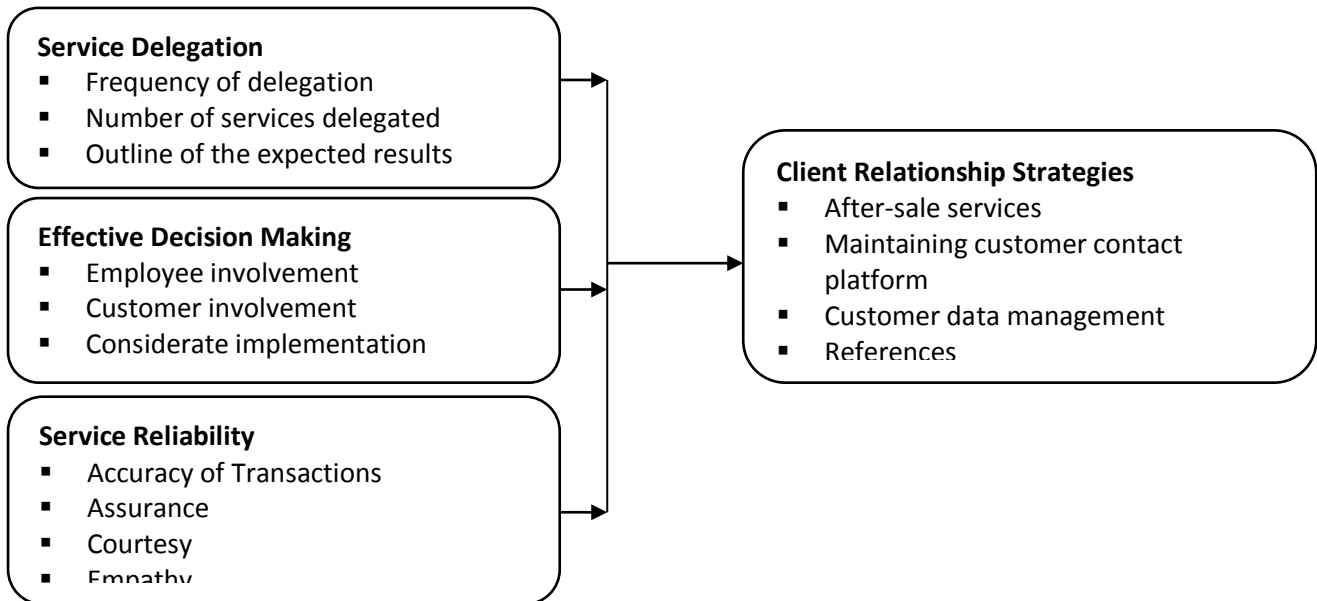 Service Delegation
▪ Frequency of delegation
▪ Number of services delegated
▪ Outline of the expected results
Effective Decision Making
▪ Employee involvement
▪ Customer involvement
▪ Considerate implementation
Service Reliability
▪ Accuracy of Transactions
▪ Assurance
▪ Courtesy
▪ Empathy
Client Relationship Strategies
▪ After-sale services
▪ Maintaining customer contact
platform
▪ Customer data management
▪ References